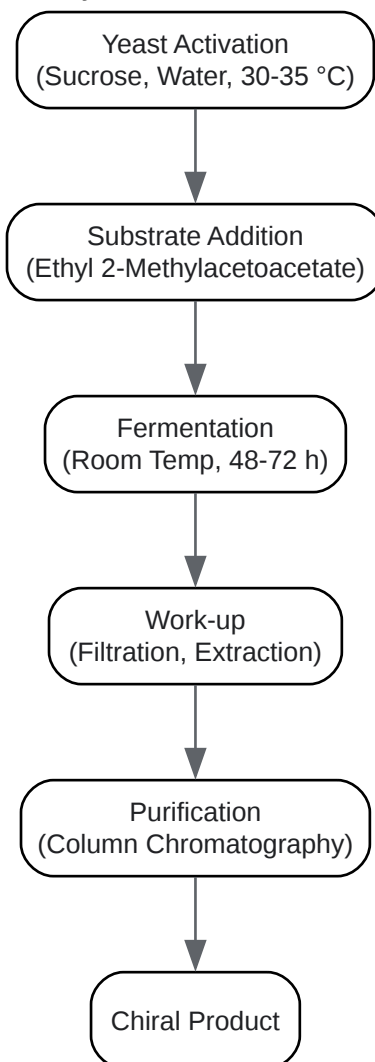 Yeast Activation
(Sucrose, Water, 30-35 °C)
Substrate Addition
(Ethyl 2-Methylacetoacetate)
Fermentation
(Room Temp, 48-72 h)
Work-up
(Filtration, Extraction)
Purification
(Column Chromatography)
Chiral Product